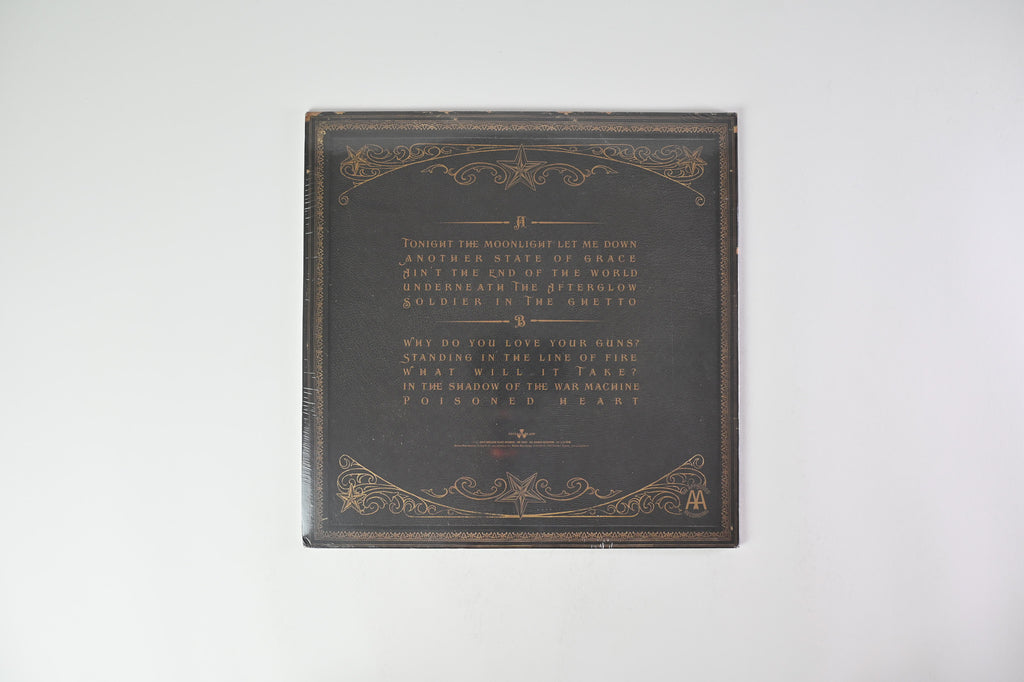 A
Tonight the moonlight let me down
Another state of grace
Ain't the end of the world
Underneath the afterglow
Soldier in the ghetto
B
Why do you love your guns?
Standing in the line of fire
What will it take?
In the shadow of the war machine
Poisoned heart
AA